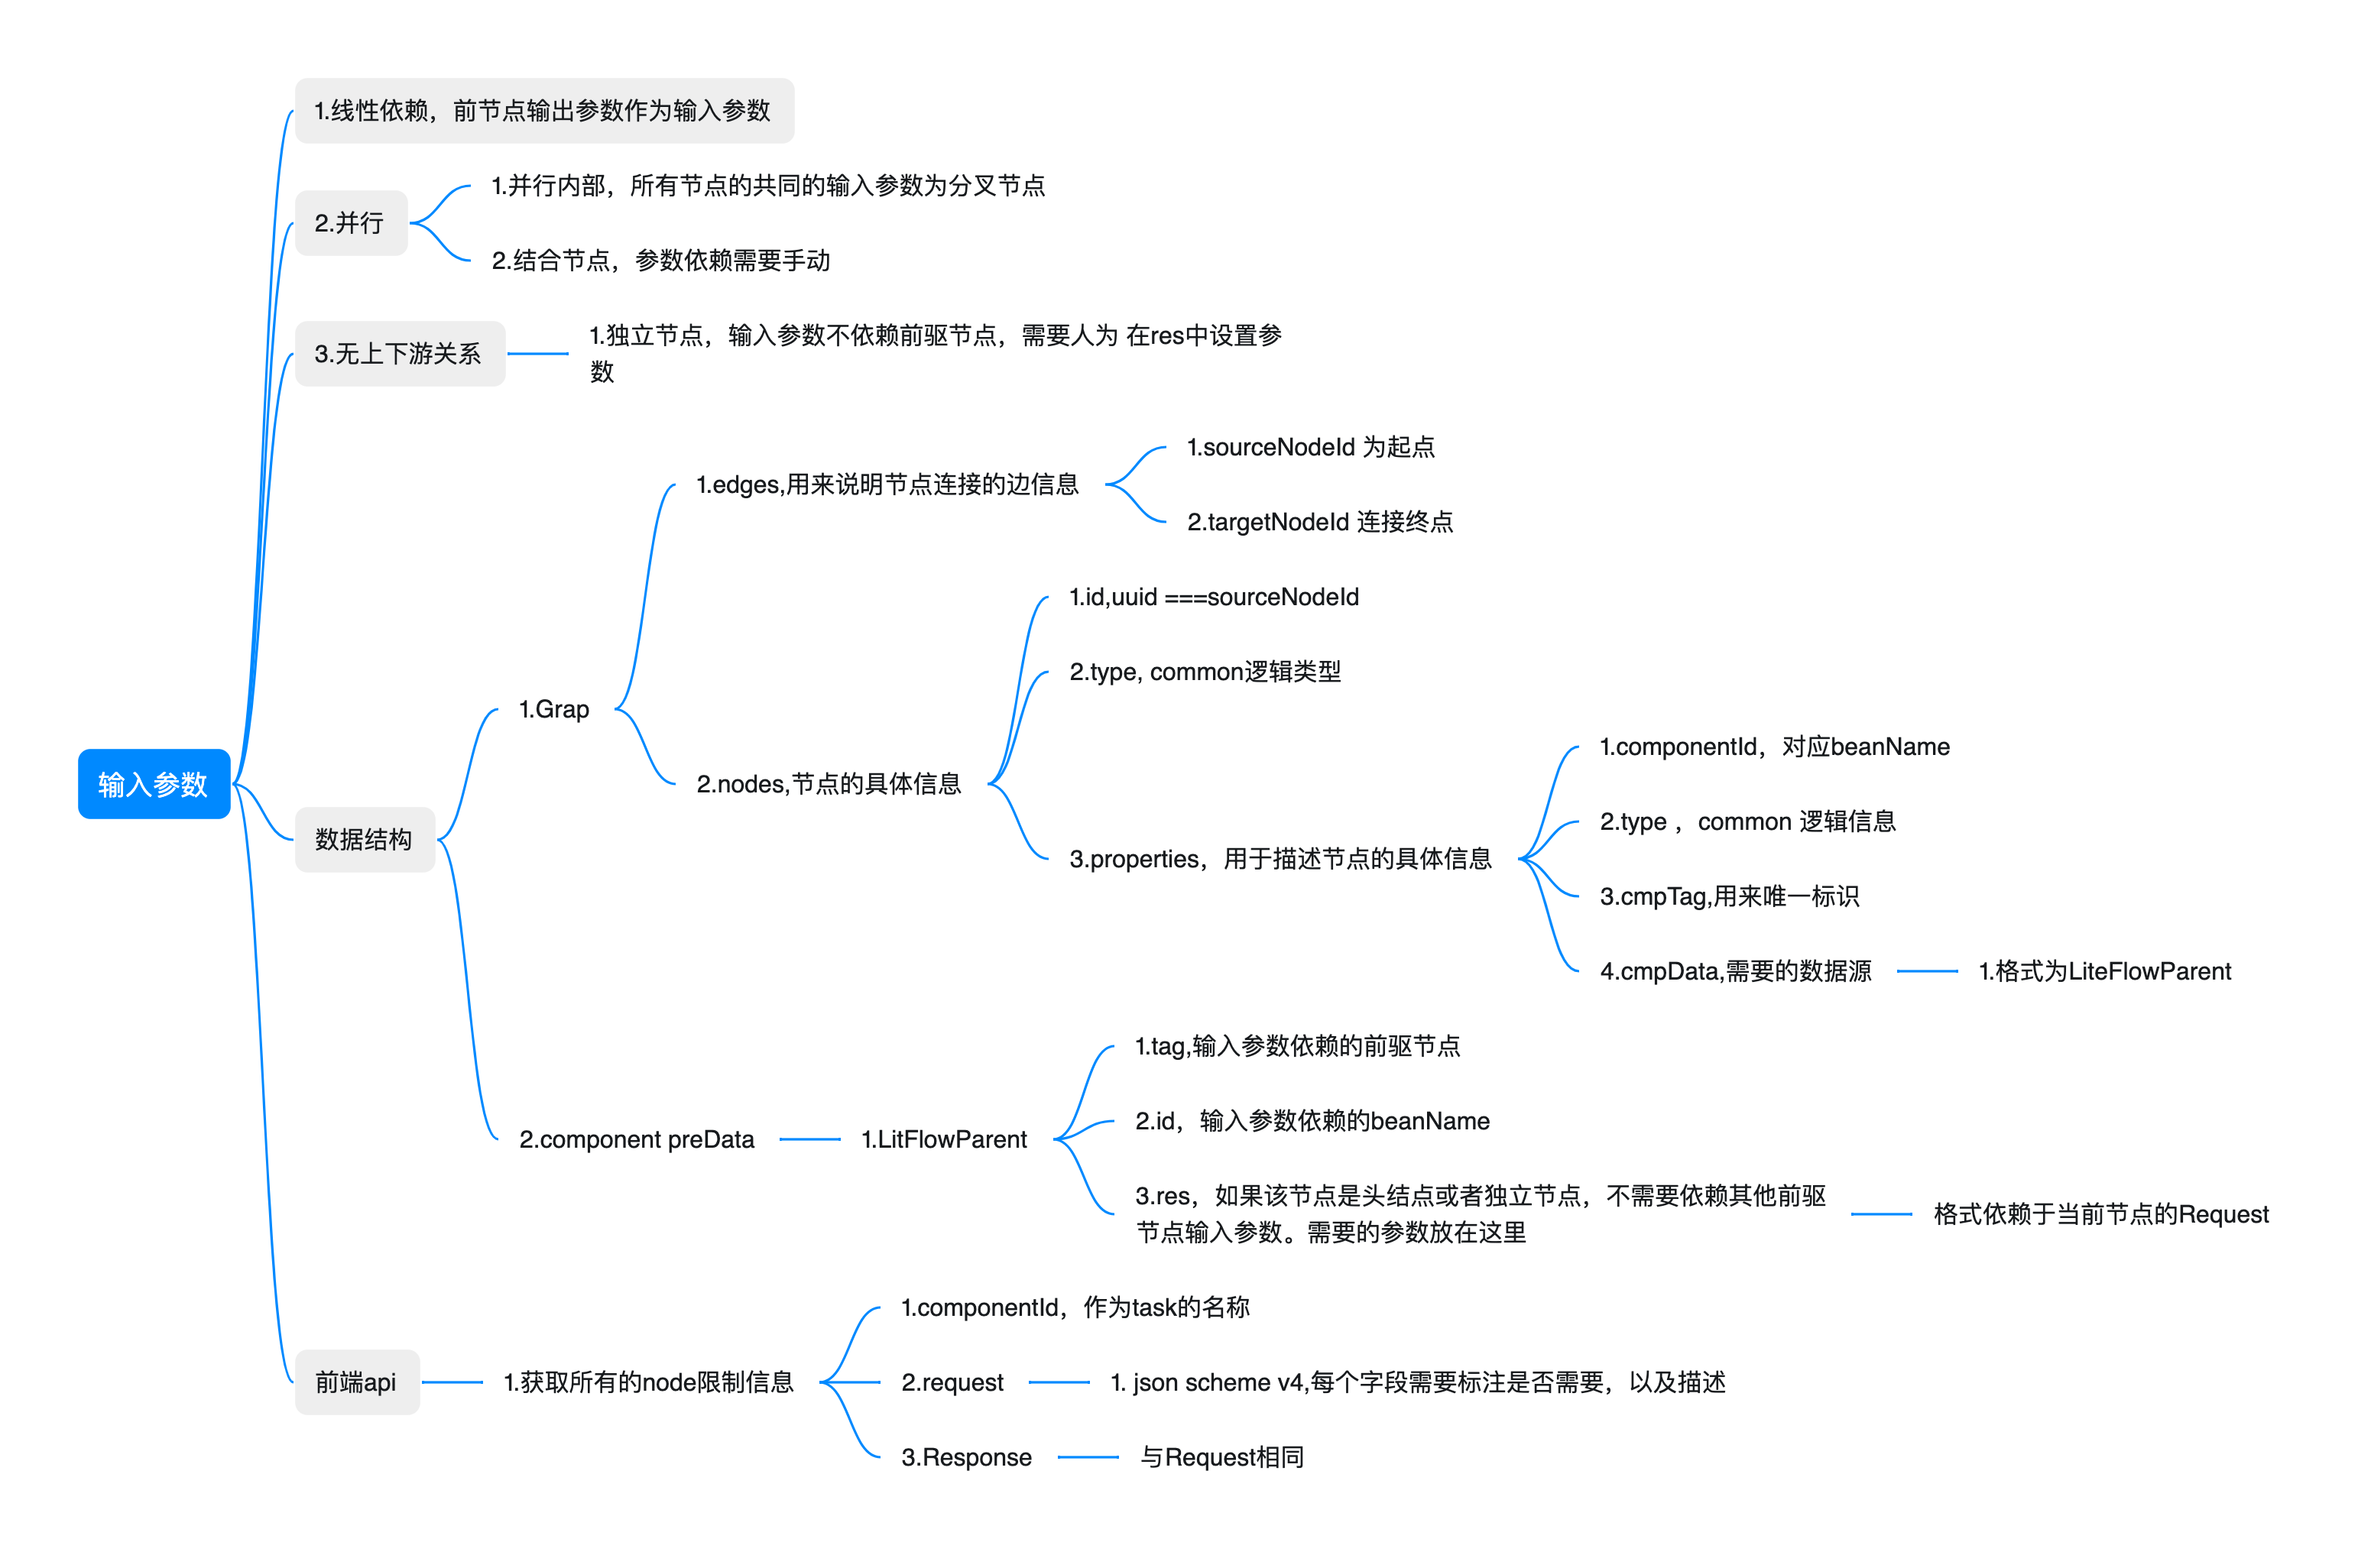 输入参数
1.线性依赖，前节点输出参数作为输入参数
2.并行
1.并行内部，所有节点的共同的输入参数为分叉节点
2.结合节点，参数依赖需要手动
3.无上下游关系
1.独立节点，输入参数不依赖前驱节点，需要人为 在res中设置参
数
数据结构
1.Grap
1.edges,用来说明节点连接的边信息
1.sourceNodeId 为起点
2.targetNodeId 连接终点
2.nodes,节点的具体信息
1.id,uuid ===sourceNodeId
2.type, common逻辑类型
3.properties，用于描述节点的具体信息
1.componentId，对应beanName
2.type ，common 逻辑信息
3.cmpTag,用来唯一标识
4.cmpData,需要的数据源
1.格式为LiteFlowParent
2.component preData
1.LitFlowParent
1.tag,输入参数依赖的前驱节点
2.id，输入参数依赖的beanName
3.res，如果该节点是头结点或者独立节点，不需要依赖其他前驱
节点输入参数。需要的参数放在这里
格式依赖于当前节点的Request
前端api
1.获取所有的node限制信息
1.componentId，作为task的名称
2.request
1. json scheme v4,每个字段需要标注是否需要，以及描述
3.Response
与Request相同